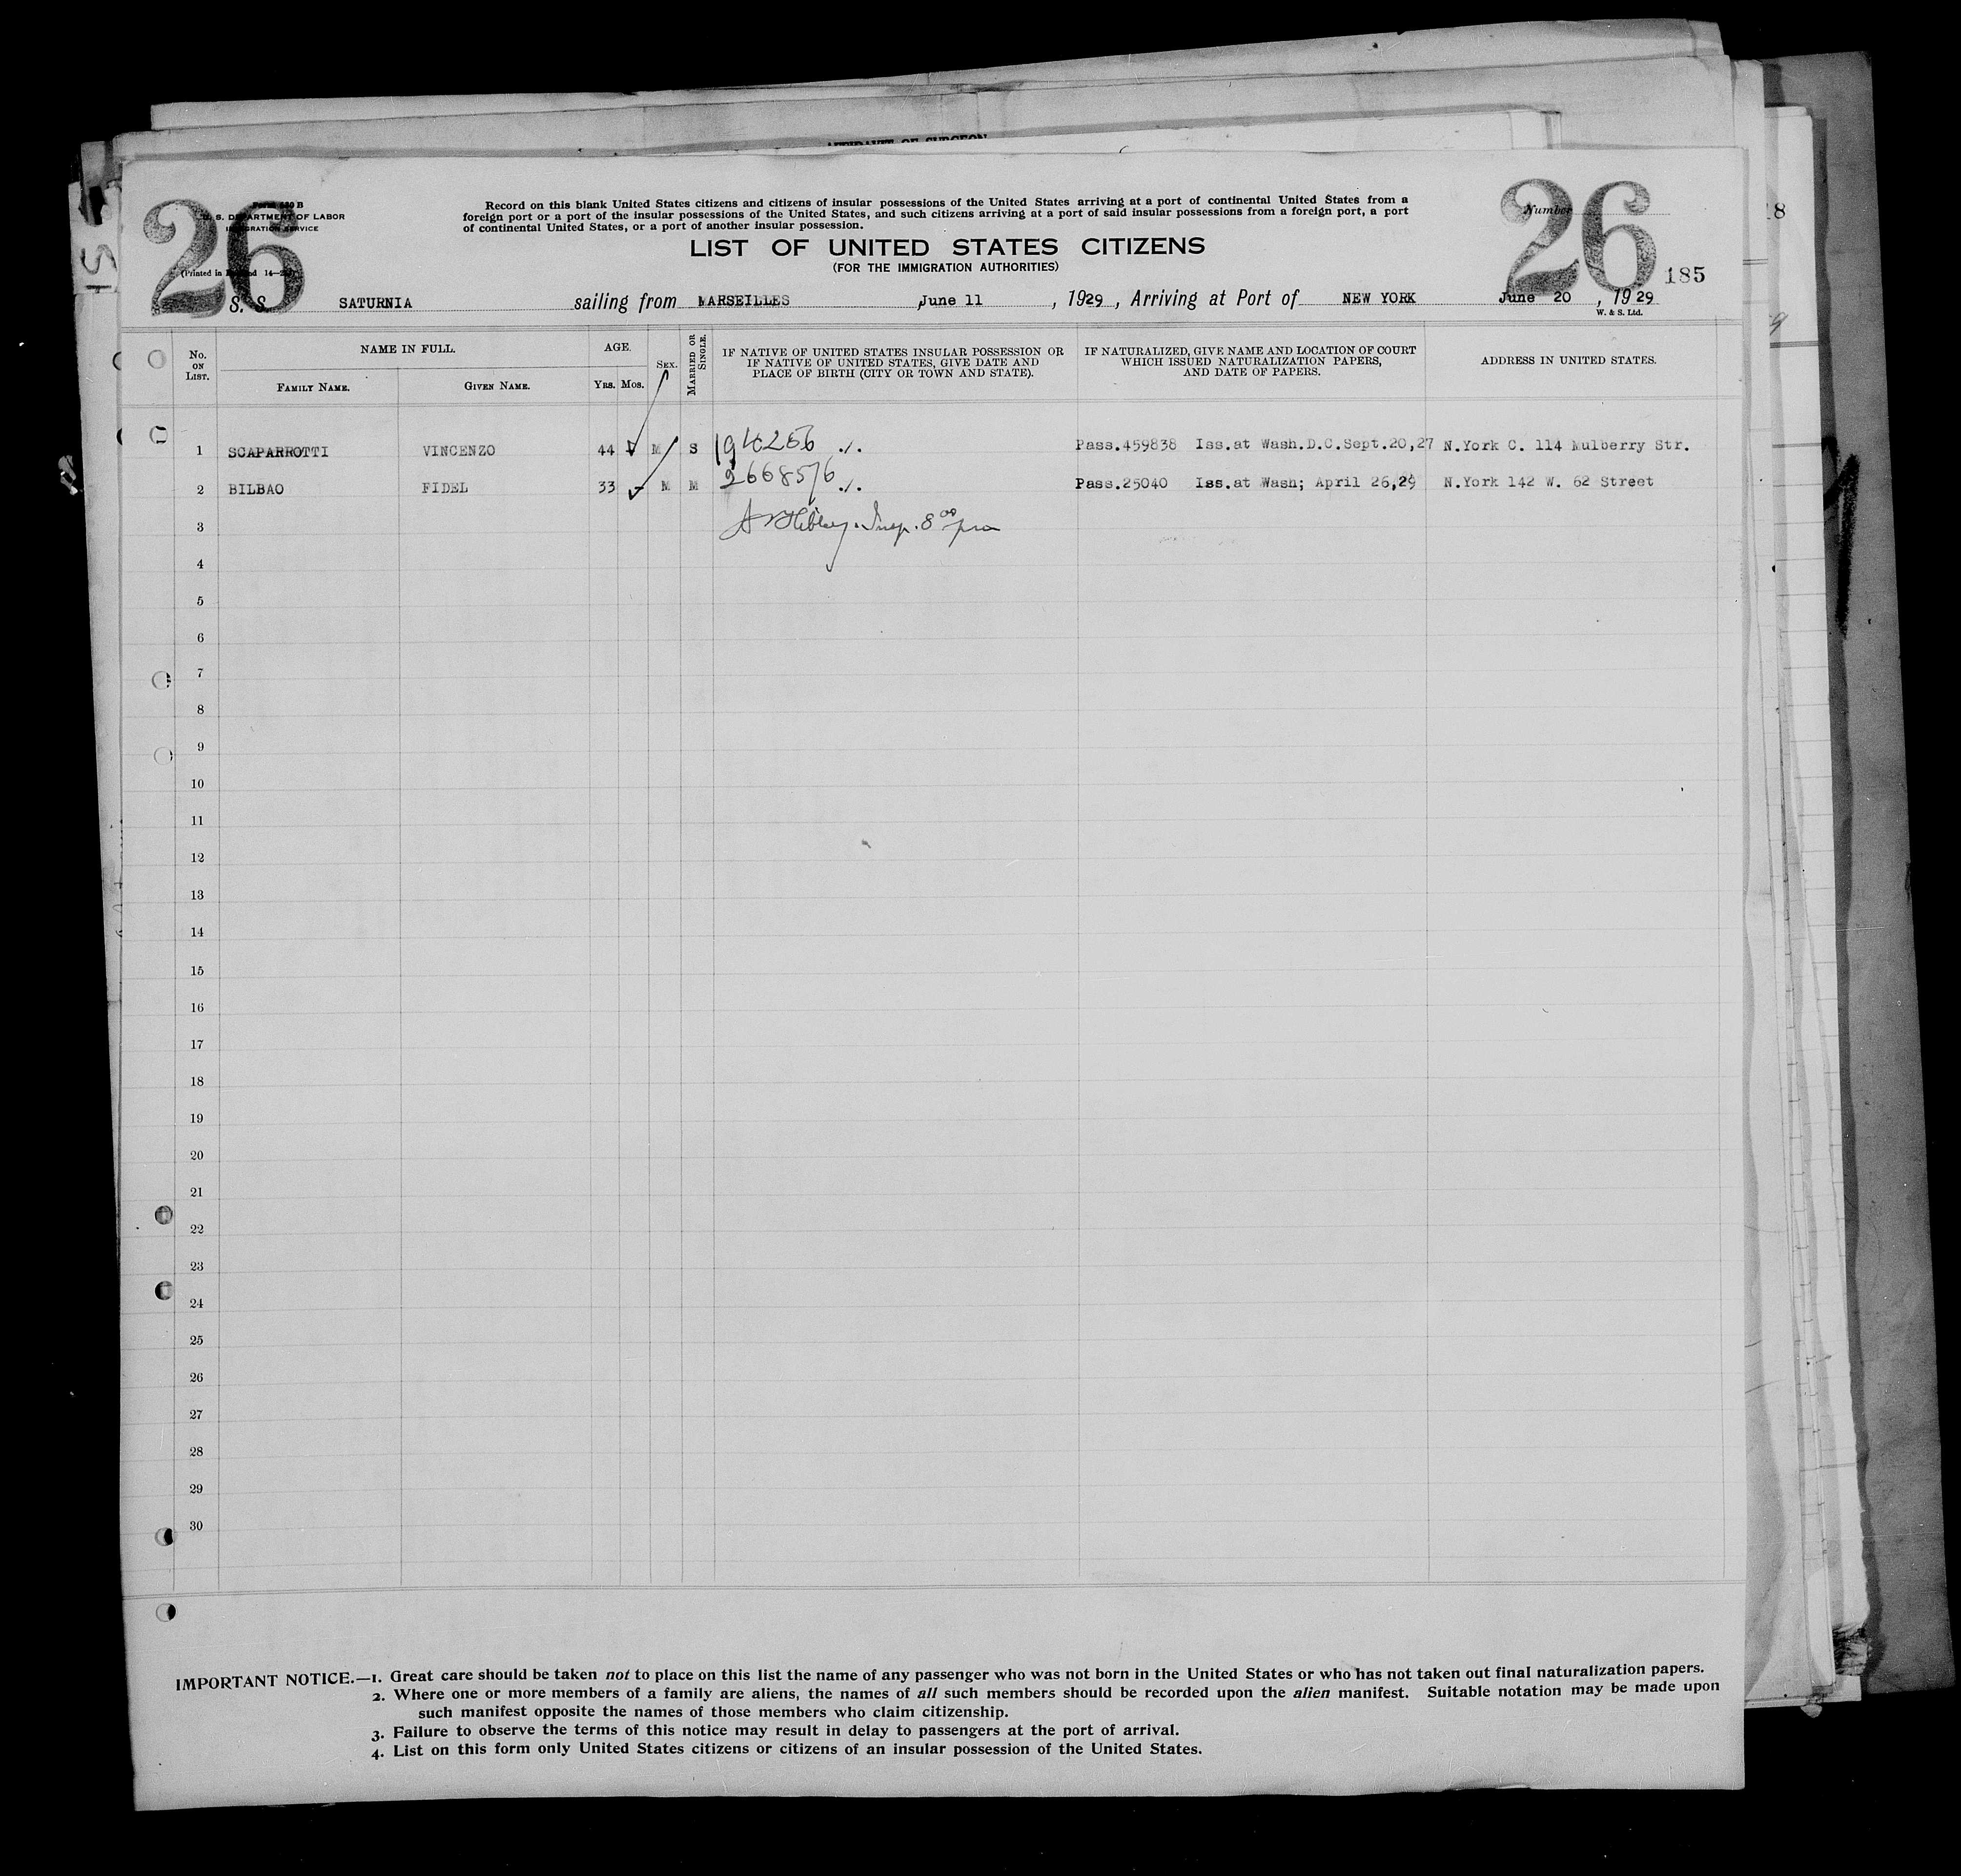 AFFIDAVIT OF SURGEON
26
26
Form 630 B
U. S. DEPARTMENT OF LABOR
IMMIGRATION SERVICE
(Printed in
Record on this blank United States citizens and citizens of insular possessions of the United States arriving at a port of continental United States from a
foreign port or a port of the insular possessions of the United States, and such citizens arriving at a port of said insular possessions from a foreign port, a port
of continental United States, or a port of another insular possession.
Number
18
LIST OF UNITED STATES CITIZENS
(FOR THE IMMIGRATION AUTHORITIES)
185
S. S. SATURNIA sailing from MARSEILLES , June 11 , 1929 , Arriving at Port of NEW YORK June 20 , 1929
W. & S. Ltd.
No. ON LIST. NAME IN FULL. AGE. SEX. MARRIED OR SINGLE. IF NATIVE OF UNITED STATES INSULAR POSSESSION OR IF NATIVE OF UNITED STATES, GIVE DATE AND PLACE OF BIRTH (CITY OR TOWN AND STATE). IF NATURALIZED, GIVE NAME AND LOCATION OF COURT WHICH ISSUED NATURALIZATION PAPERS, AND DATE OF PAPERS. ADDRESS IN UNITED STATES.
FAMILY NAME. GIVEN NAME. YRS. MOS.
1 SCAPARROTTI VINCENZO 44 M S Pass.459838 Iss.at Wash.D.C.Sept.20,27 N.York C. 114 Mulberry Str.
2 BILBAO FIDEL 33 M M 2668576 Pass.25040 Iss.at Wash; April 26,29 N.York 142 W. 62 Street
3 Insp. 8 00 pm
4
5
6
7
8
9
10
11
12
13
14
15
16
17
18
19
20
21
22
23
24
25
26
27
28
29
30
IMPORTANT NOTICE.—1. Great care should be taken not to place on this list the name of any passenger who was not born in the United States or who has not taken out final naturalization papers.
2. Where one or more members of a family are aliens, the names of all such members should be recorded upon the alien manifest. Suitable notation may be made upon
such manifest opposite the names of those members who claim citizenship.
3. Failure to observe the terms of this notice may result in delay to passengers at the port of arrival.
4. List on this form only United States citizens or citizens of an insular possession of the United States.